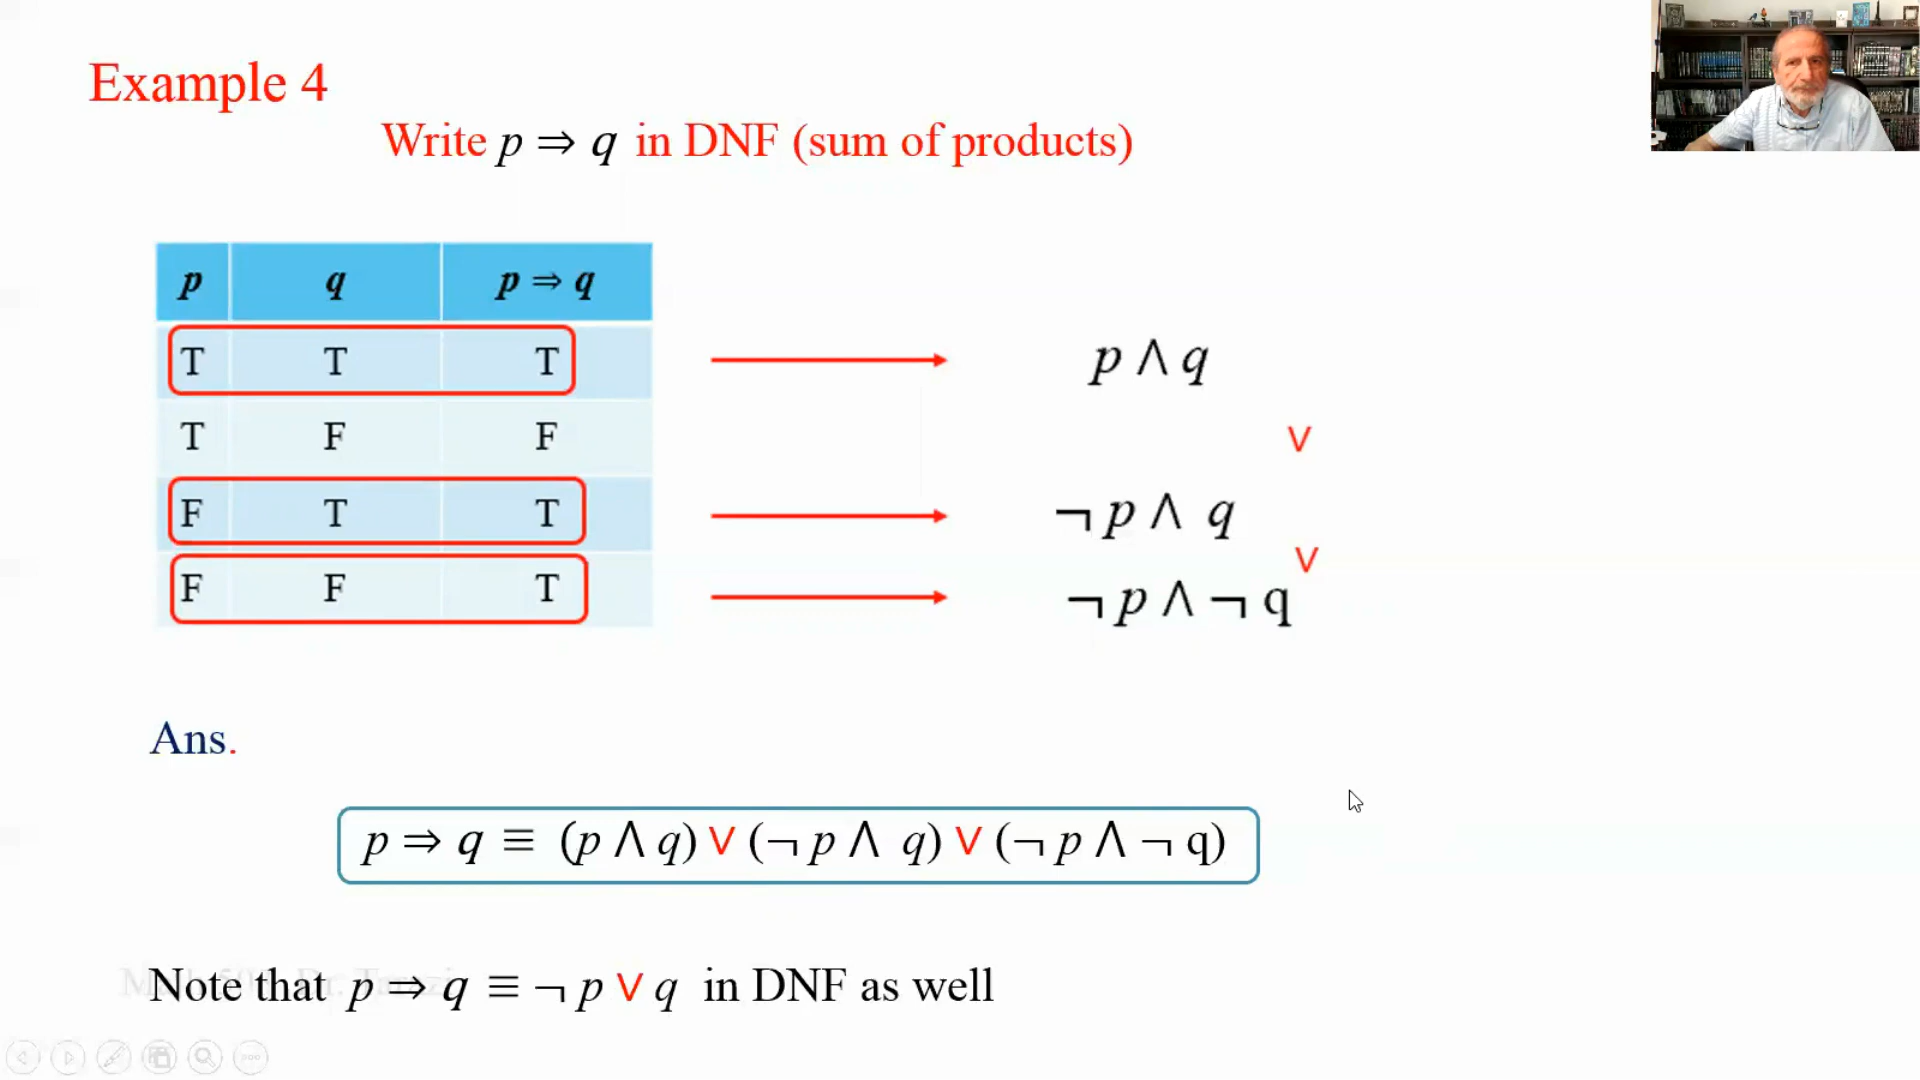 Example 4
Write p ⇒ q in DNF (sum of products)
p q p ⇒ q
T T T p ∧ q
T F F ∨
F T T ¬ p ∧ q
∨
F F T ¬ p ∧ ¬ q
Ans.
p ⇒ q ≡ (p ∧ q) ∨ (¬ p ∧ q) ∨ (¬ p ∧ ¬ q)
Note that p ⇒ q ≡ ¬ p ∨ q in DNF as well